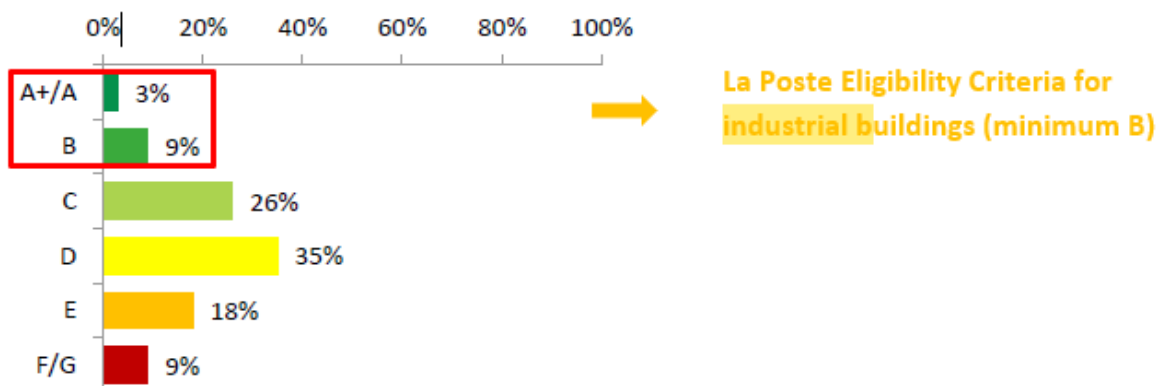 0% 20% 40% 60% 80% 100%
A+/A 3%
La Poste Eligibility Criteria for
industrial buildings (minimum B)
B 9%
C 26%
D 35%
E 18%
F/G 9%